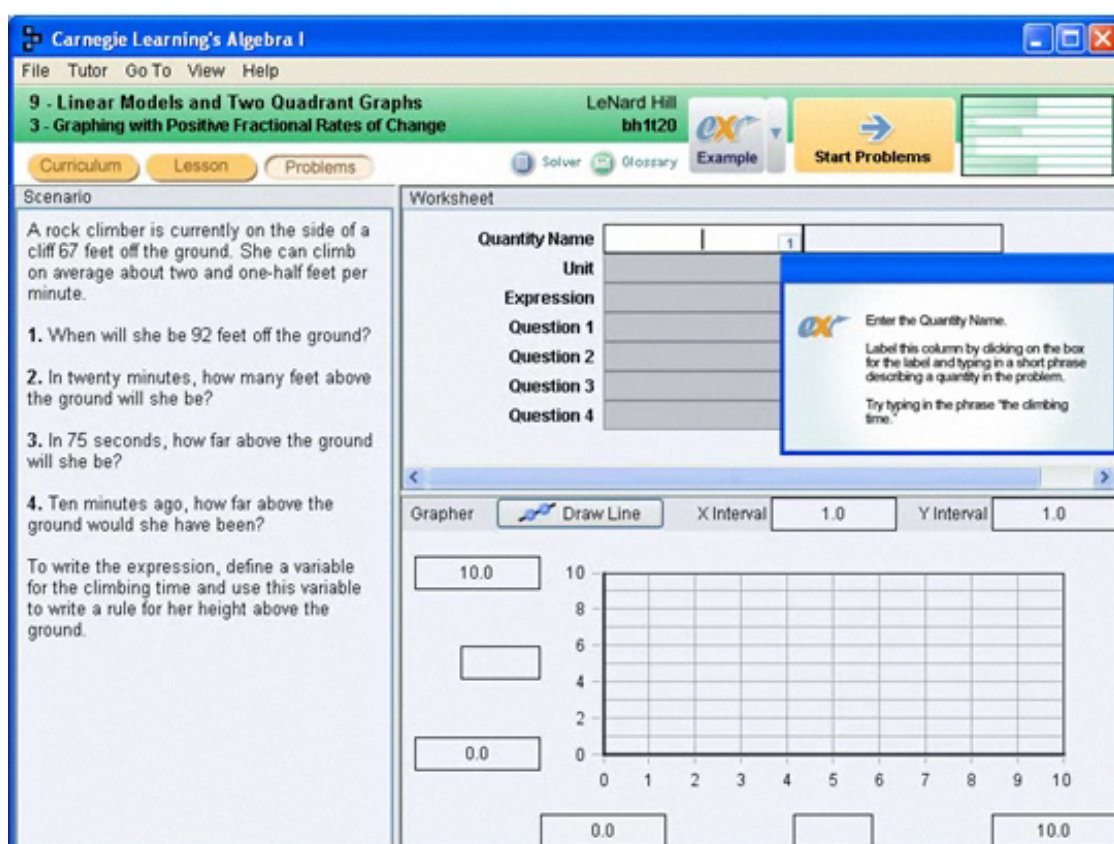 Carnegie Learning's Algebra I
File Tutor Go To View Help
9 - Linear Models and Two Quadrant Graphs
3 - Graphing with Positive Fractional Rates of Change
LeNard Hill
bh1t20
ex
Example
Start Problems
Curriculum Lesson Problems
Solver Glossary
Scenario
A rock climber is currently on the side of a
cliff 67 feet off the ground. She can climb
on average about two and one-half feet per
minute.
1. When will she be 92 feet off the ground?
2. In twenty minutes, how many feet above
the ground will she be?
3. In 75 seconds, how far above the ground
will she be?
4. Ten minutes ago, how far above the
ground would she have been?
To write the expression, define a variable
for the climbing time and use this variable
to write a rule for her height above the
ground.
Worksheet
Quantity Name 1
Unit
Expression
Question 1
Question 2
Question 3
Question 4
ex
Enter the Quantity Name.
Label this column by clicking on the box
for the label and typing in a short phrase
describing a quantity in the problem.
Try typing in the phrase "the climbing
time."
Grapher Draw Line X Interval 1.0 Y Interval 1.0
10.0
0.0
10
8
6
4
2
0
0 1 2 3 4 5 6 7 8 9 10
0.0 10.0